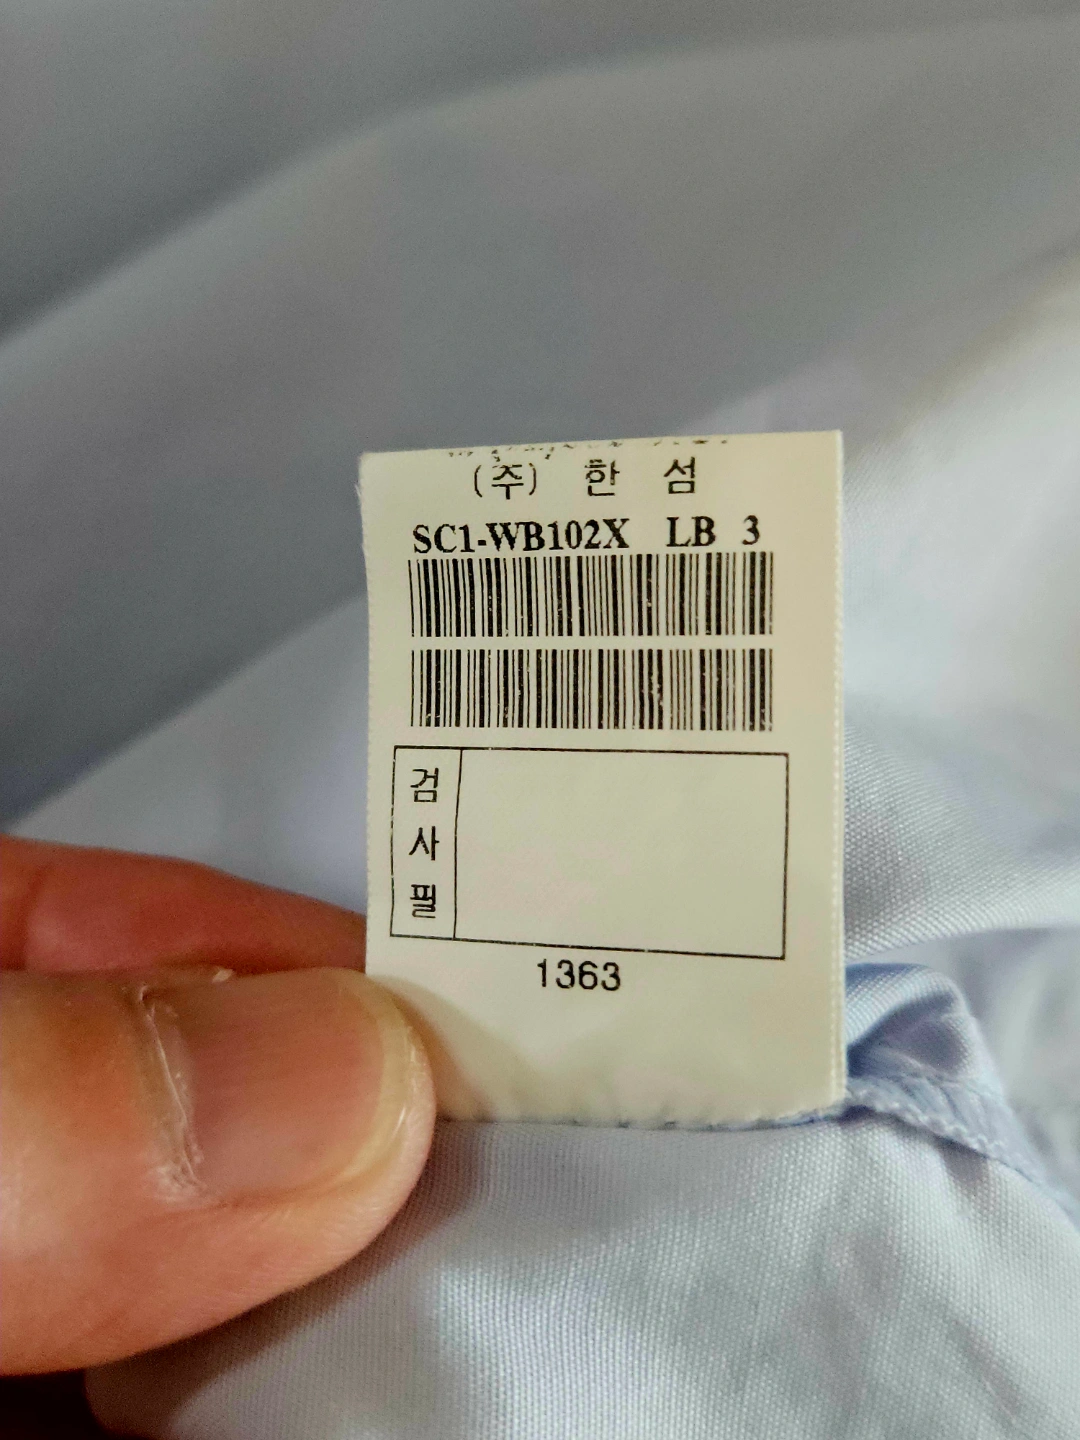 (주) 한 섬
SC1-WB102X LB 3
검
사
필
1363